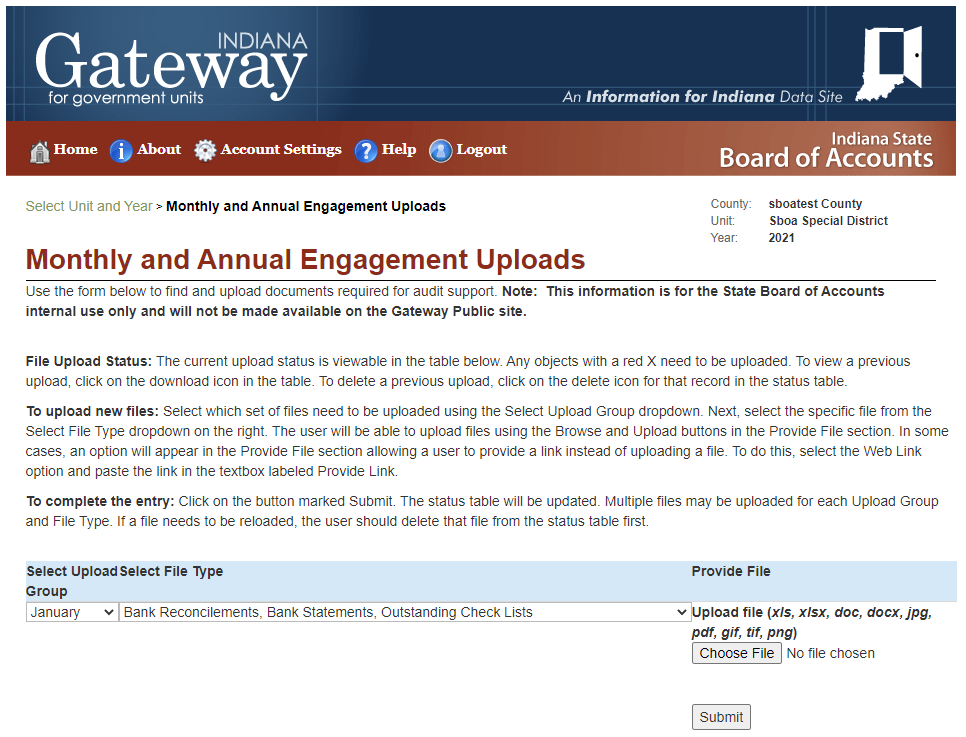 INDIANA
Gateway
for government units
An Information for Indiana Data Site
Home About Account Settings Help Logout
Indiana State
Board of Accounts
Select Unit and Year > Monthly and Annual Engagement Uploads
County: sboatest County
Unit: Sboa Special District
Year: 2021
Monthly and Annual Engagement Uploads
Use the form below to find and upload documents required for audit support. Note: This information is for the State Board of Accounts
internal use only and will not be made available on the Gateway Public site.
File Upload Status: The current upload status is viewable in the table below. Any objects with a red X need to be uploaded. To view a previous
upload, click on the download icon in the table. To delete a previous upload, click on the delete icon for that record in the status table.
To upload new files: Select which set of files need to be uploaded using the Select Upload Group dropdown. Next, select the specific file from the
Select File Type dropdown on the right. The user will be able to upload files using the Browse and Upload buttons in the Provide File section. In some
cases, an option will appear in the Provide File section allowing a user to provide a link instead of uploading a file. To do this, select the Web Link
option and paste the link in the textbox labeled Provide Link.
To complete the entry: Click on the button marked Submit. The status table will be updated. Multiple files may be uploaded for each Upload Group
and File Type. If a file needs to be reloaded, the user should delete that file from the status table first.
Select Upload Select File Type Provide File
Group
January Bank Reconcilements, Bank Statements, Outstanding Check Lists Upload file (xls, xlsx, doc, docx, jpg,
pdf, gif, tif, png)
Choose File No file chosen
Submit